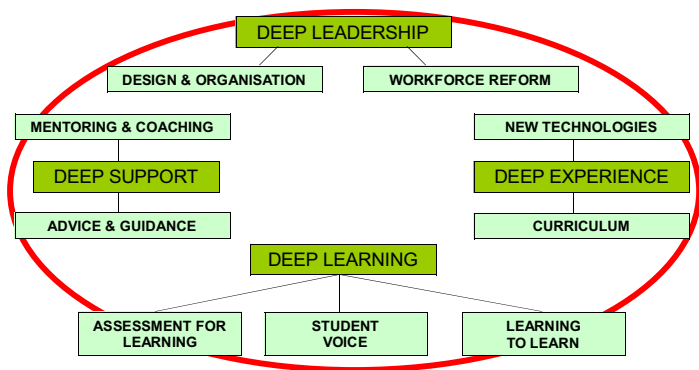 DEEP LEADERSHIP
DESIGN & ORGANISATION
WORKFORCE REFORM
MENTORING & COACHING
NEW TECHNOLOGIES
DEEP SUPPORT
DEEP EXPERIENCE
ADVICE & GUIDANCE
CURRICULUM
DEEP LEARNING
ASSESSMENT FOR
LEARNING
STUDENT
VOICE
LEARNING
TO LEARN